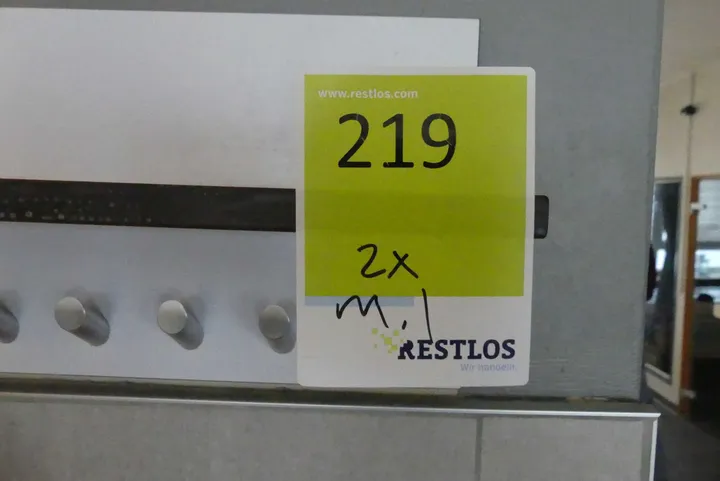 www.restlos.com
219
2x
m.l
RESTLOS
Wir handeln.